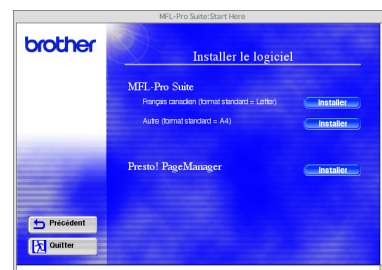 MFL-Pro Suite:Start Here
brother
Installer le logiciel
MFL-Pro Suite
Français canadien (format standard = Letter)
Installer
Autre (format standard = A4)
Installer
Presto! PageManager
Installer
Précédent
Quitter